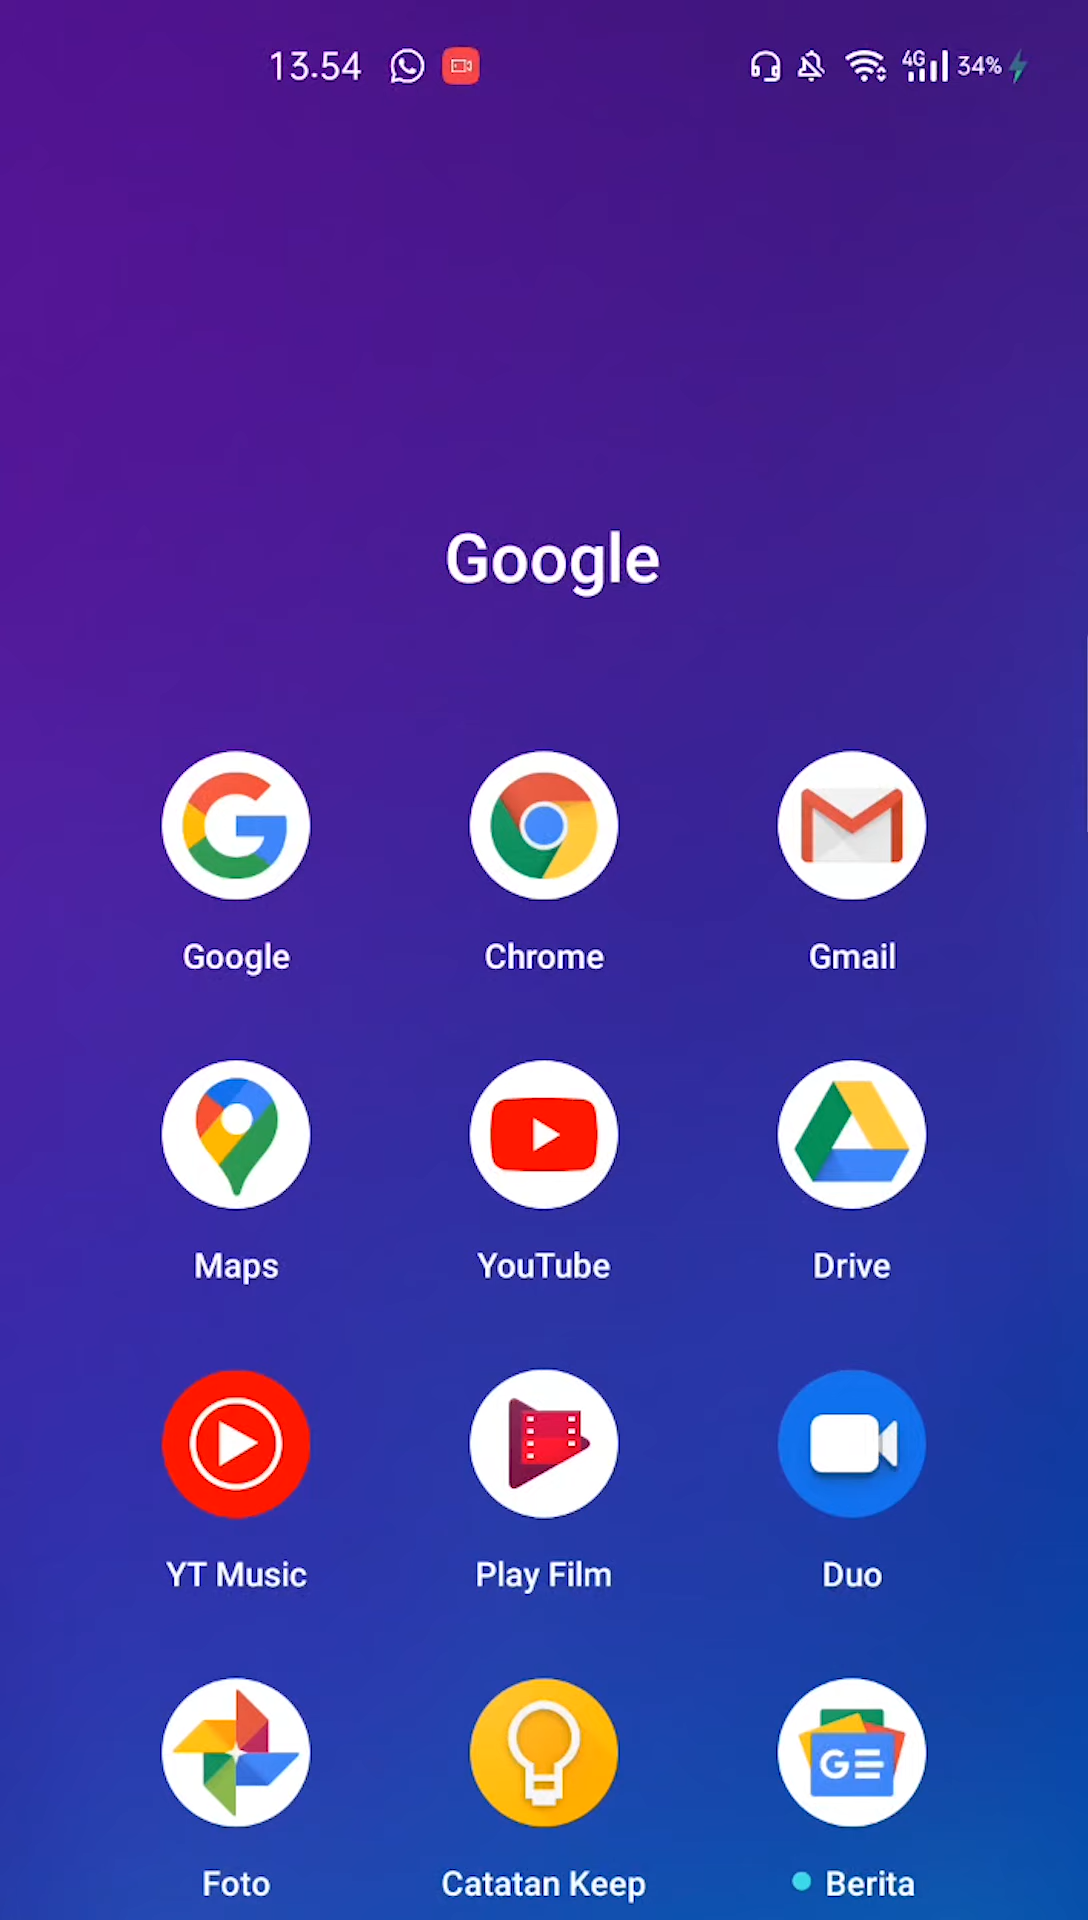 13.54 4G 34%
Google
Google Chrome Gmail
Maps YouTube Drive
YT Music Play Film Duo
Foto Catatan Keep Berita